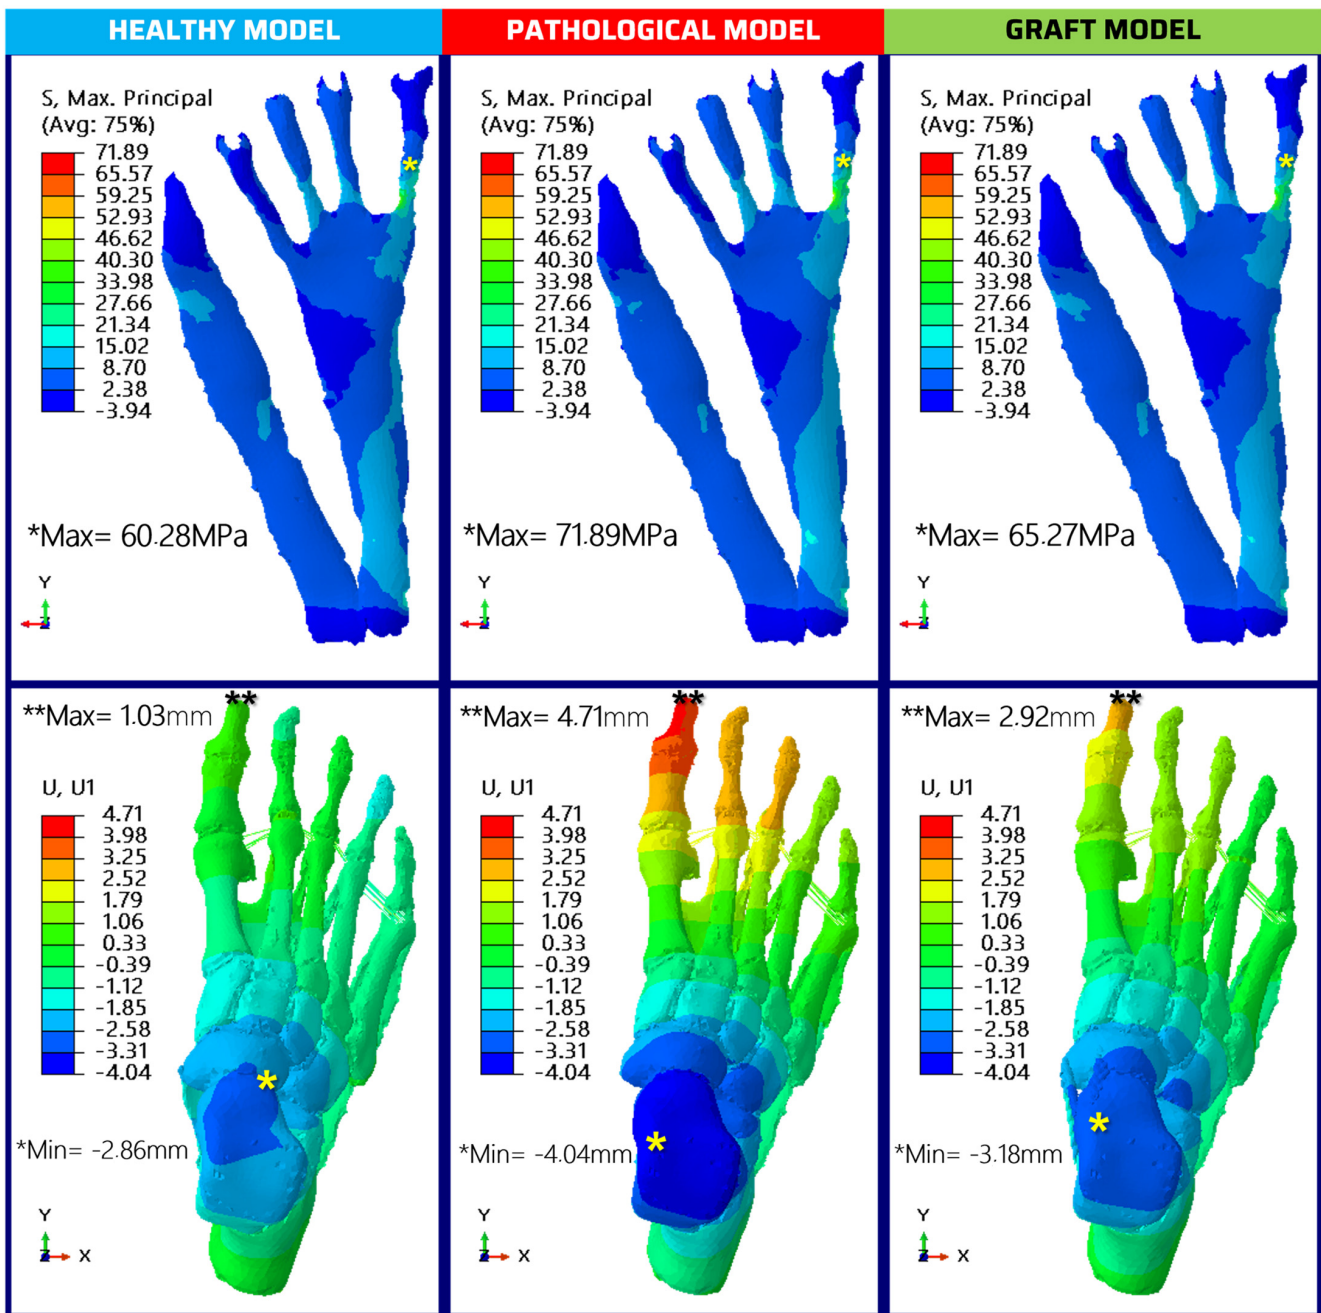 HEALTHY MODEL
PATHOLOGICAL MODEL
GRAFT MODEL
S, Max. Principal
(Avg: 75%)
71.89
65.57
59.25
52.93
46.62
40.30
33.98
27.66
21.34
15.02
8.70
2.38
-3.94
*
*Max= 60.28MPa
Y
Z
S, Max. Principal
(Avg: 75%)
71.89
65.57
59.25
52.93
46.62
40.30
33.98
27.66
21.34
15.02
8.70
2.38
-3.94
*
*Max= 71.89MPa
Y
Z
S, Max. Principal
(Avg: 75%)
71.89
65.57
59.25
52.93
46.62
40.30
33.98
27.66
21.34
15.02
8.70
2.38
-3.94
*
*Max= 65.27MPa
Y
Z
**
**Max= 1.03mm
U, U1
4.71
3.98
3.25
2.52
1.79
1.06
0.33
-0.39
-1.12
-1.85
-2.58
-3.31
-4.04
*
*Min= -2.86mm
Y
Z X
**
**Max= 4.71mm
U, U1
4.71
3.98
3.25
2.52
1.79
1.06
0.33
-0.39
-1.12
-1.85
-2.58
-3.31
-4.04
*
*Min= -4.04mm
Y
Z X
**
**Max= 2.92mm
U, U1
4.71
3.98
3.25
2.52
1.79
1.06
0.33
-0.39
-1.12
-1.85
-2.58
-3.31
-4.04
*
*Min= -3.18mm
Y
Z X